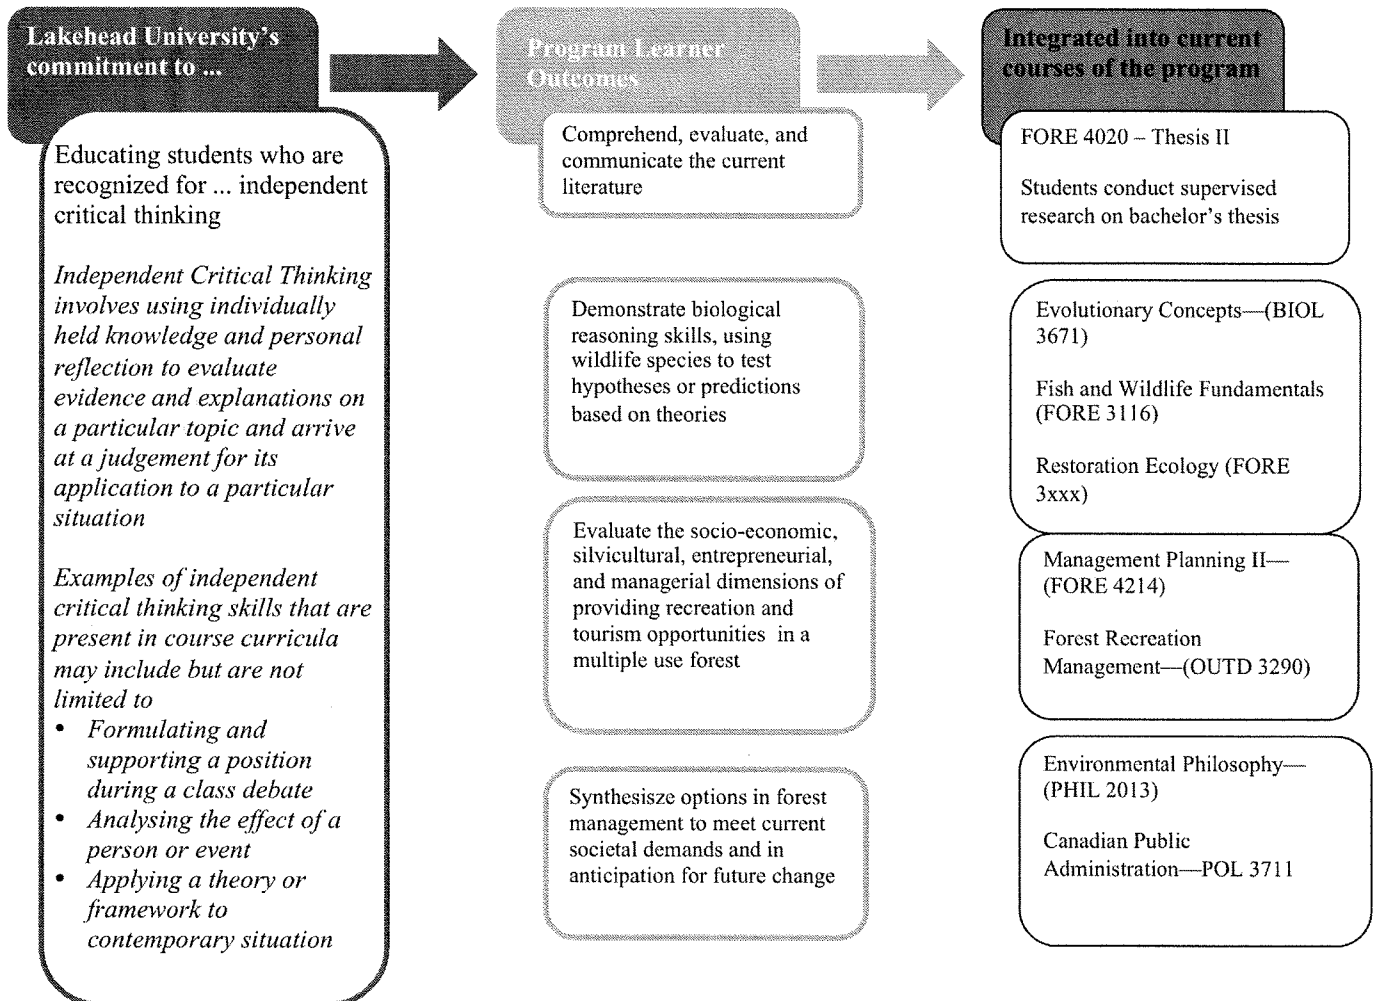 Lakehead University's
commitment to ...
Educating students who are
recognized for ... independent
critical thinking
Independent Critical Thinking
involves using individually
held knowledge and personal
reflection to evaluate
evidence and explanations on
a particular topic and arrive
at a judgement for its
application to a particular
situation
Examples of independent
critical thinking skills that are
present in course curricula
may include but are not
limited to
• Formulating and
supporting a position
during a class debate
• Analysing the effect of a
person or event
• Applying a theory or
framework to
contemporary situation
Program Learner
Outcomes
Comprehend, evaluate, and
communicate the current
literature
Demonstrate biological
reasoning skills, using
wildlife species to test
hypotheses or predictions
based on theories
Evaluate the socio-economic,
silvicultural, entrepreneurial,
and managerial dimensions of
providing recreation and
tourism opportunities in a
multiple use forest
Synthesisze options in forest
management to meet current
societal demands and in
anticipation for future change
Integrated into current
courses of the program
FORE 4020 – Thesis II
Students conduct supervised
research on bachelor's thesis
Evolutionary Concepts—(BIOL
3671)
Fish and Wildlife Fundamentals
(FORE 3116)
Restoration Ecology (FORE
3xxx)
Management Planning II—
(FORE 4214)
Forest Recreation
Management—(OUTD 3290)
Environmental Philosophy—
(PHIL 2013)
Canadian Public
Administration—POL 3711